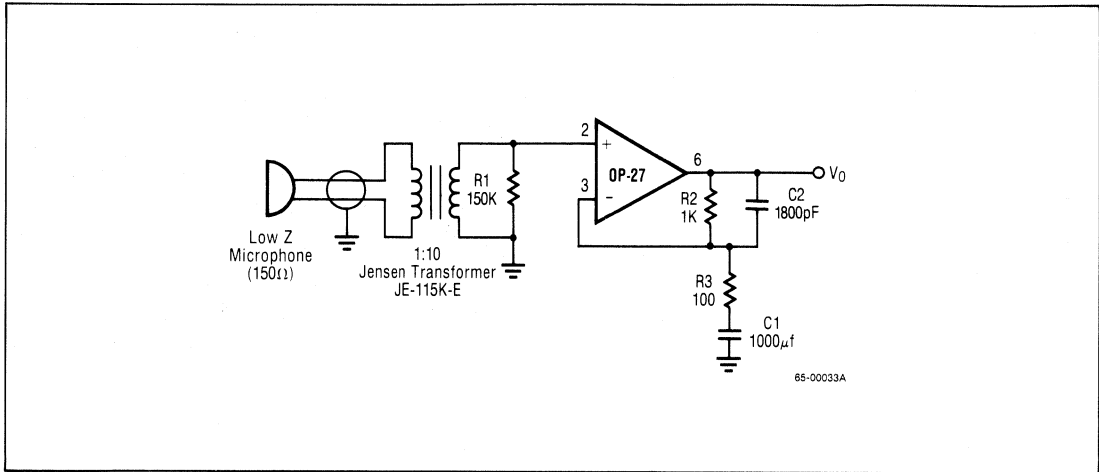 2
+
OP-27
6
3
−
V₀
R1
150K
R2
1K
C2
1800pF
Low Z
Microphone
(150Ω)
1:10
Jensen Transformer
JE-115K-E
R3
100
C1
1000μf
65-00033A